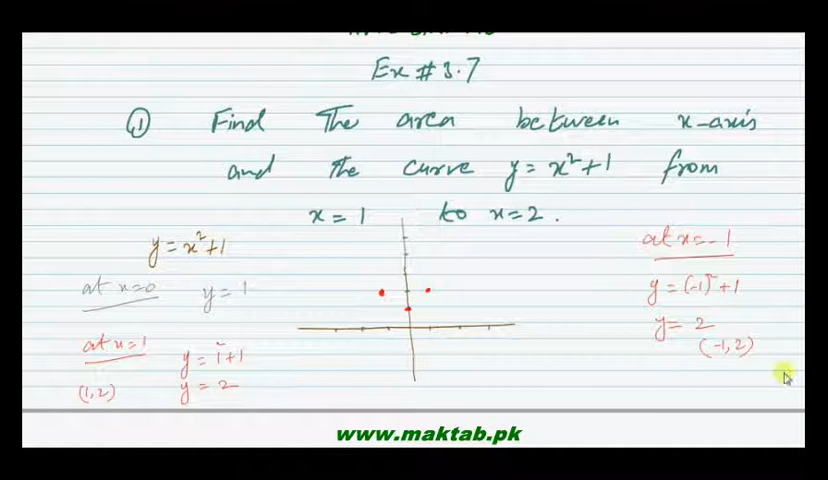 Ex # 3.7
Q1 Find The area between x-axis
and the curve y = x²+1 from
x = 1 to x = 2.
y = x²+1
at x=0 y = 1
at x=1
y = 1²+1
(1,2) y = 2
at x = -1
y = (-1)²+1
y = 2
(-1,2)
www.maktab.pk